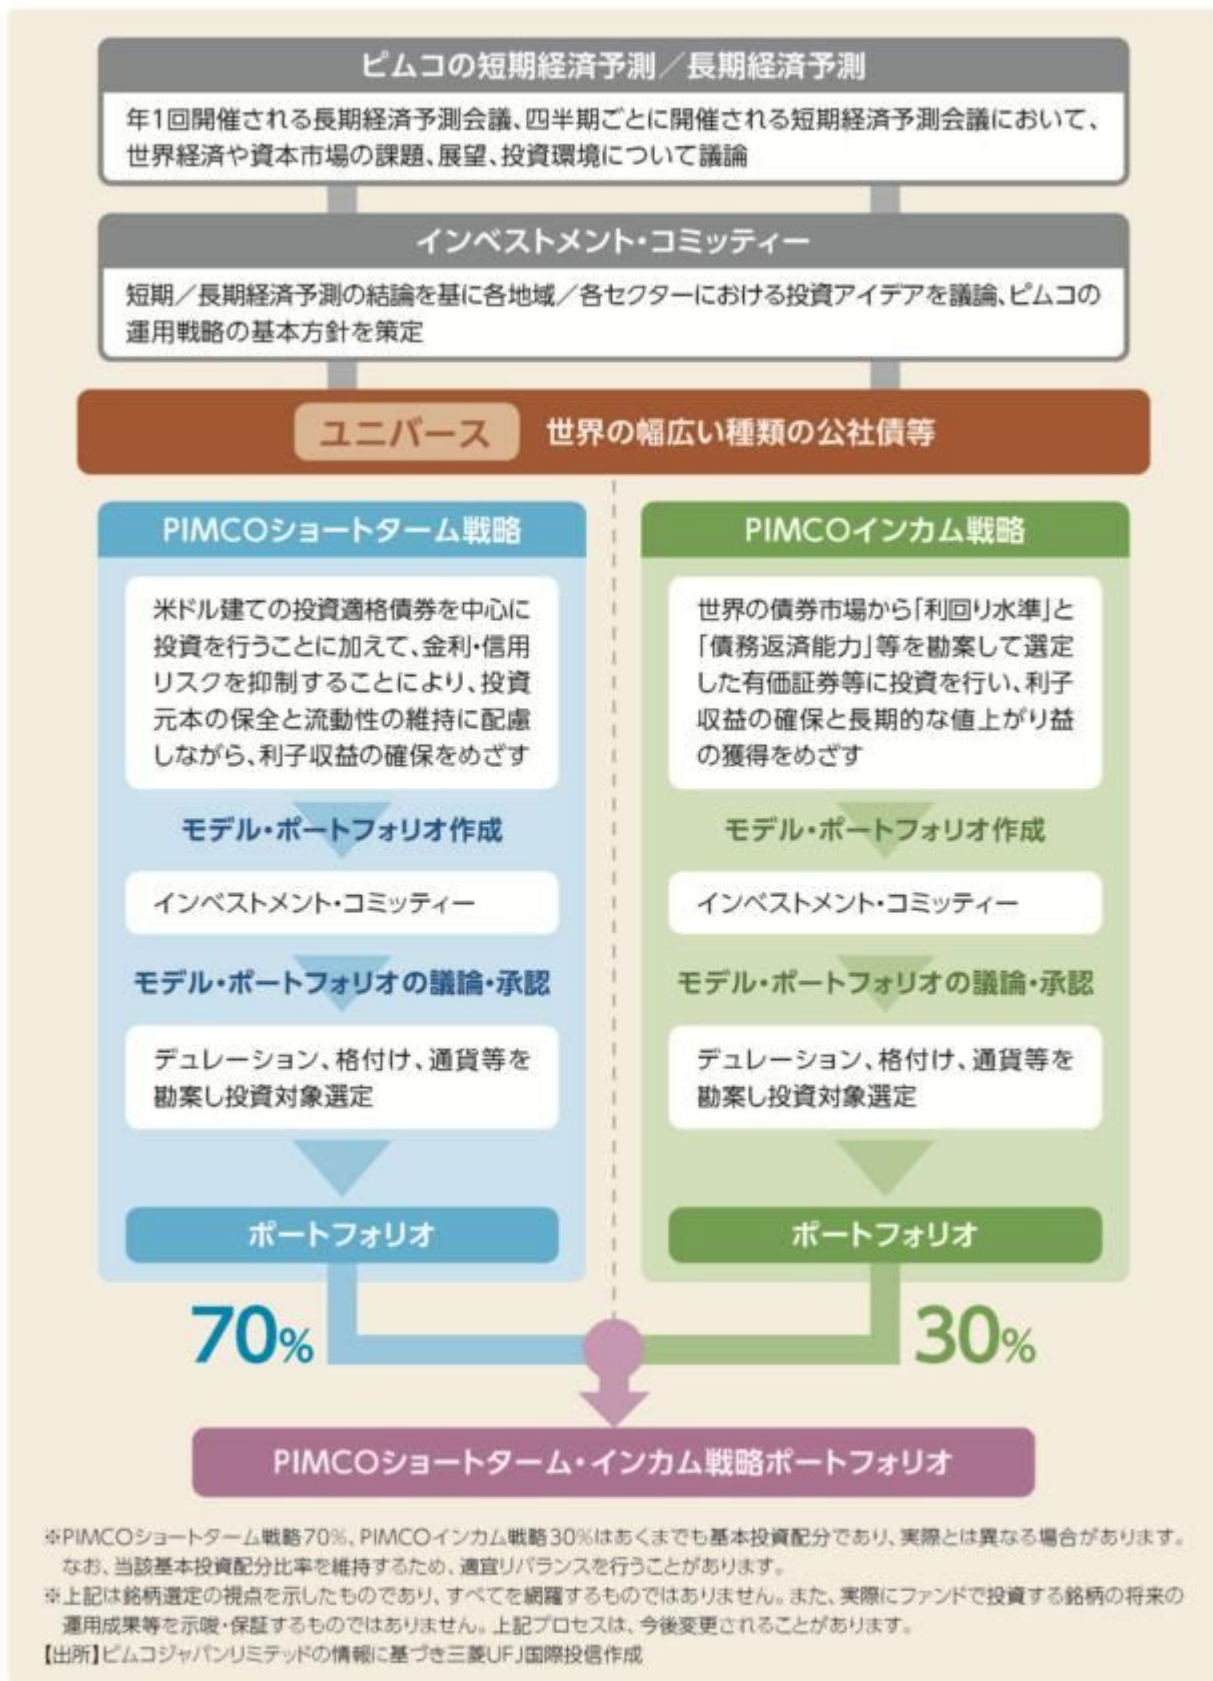 ピムコの短期経済予測／長期経済予測
年1回開催される長期経済予測会議、四半期ごとに開催される短期経済予測会議において、
世界経済や資本市場の課題、展望、投資環境について議論
インベストメント・コミッティー
短期／長期経済予測の結論を基に各地域／各セクターにおける投資アイデアを議論、ピムコの
運用戦略の基本方針を策定
ユニバース 世界の幅広い種類の公社債等
PIMCOショートターム戦略
米ドル建ての投資適格債券を中心に
投資を行うことに加えて、金利・信用
リスクを抑制することにより、投資
元本の保全と流動性の維持に配慮
しながら、利子収益の確保をめざす
モデル・ポートフォリオ作成
インベストメント・コミッティー
モデル・ポートフォリオの議論・承認
デュレーション、格付け、通貨等を
勘案し投資対象選定
ポートフォリオ
70%
PIMCOインカム戦略
世界の債券市場から「利回り水準」と
「債務返済能力」等を勘案して選定
した有価証券等に投資を行い、利子
収益の確保と長期的な値上がり益
の獲得をめざす
モデル・ポートフォリオ作成
インベストメント・コミッティー
モデル・ポートフォリオの議論・承認
デュレーション、格付け、通貨等を
勘案し投資対象選定
ポートフォリオ
30%
PIMCOショートターム・インカム戦略ポートフォリオ
※PIMCOショートターム戦略70%、PIMCOインカム戦略30%はあくまでも基本投資配分であり、実際とは異なる場合があります。
なお、当該基本投資配分比率を維持するため、適宜リバランスを行うことがあります。
※上記は銘柄選定の視点を示したものであり、すべてを網羅するものではありません。また、実際にファンドで投資する銘柄の将来の
運用成果等を示唆・保証するものではありません。上記プロセスは、今後変更されることがあります。
【出所】ピムコジャパンリミテッドの情報に基づき三菱UFJ国際投信作成